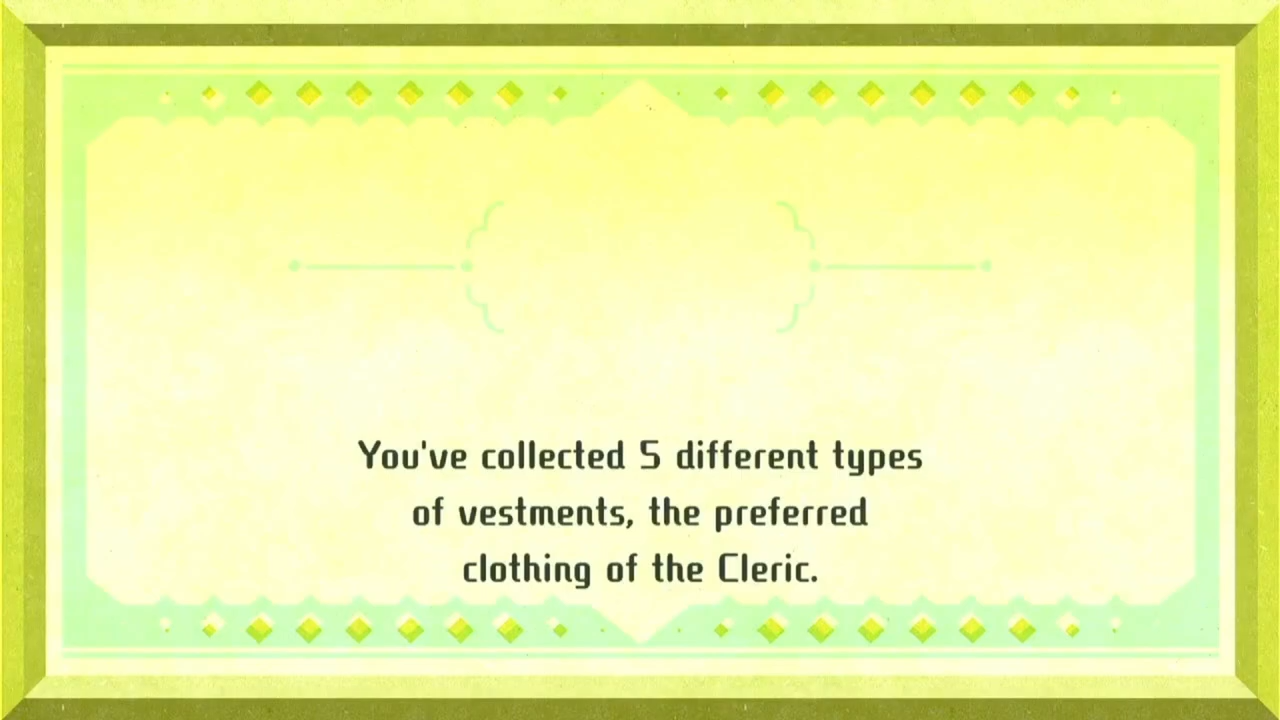 You've collected 5 different types
of vestments, the preferred
clothing of the Cleric.